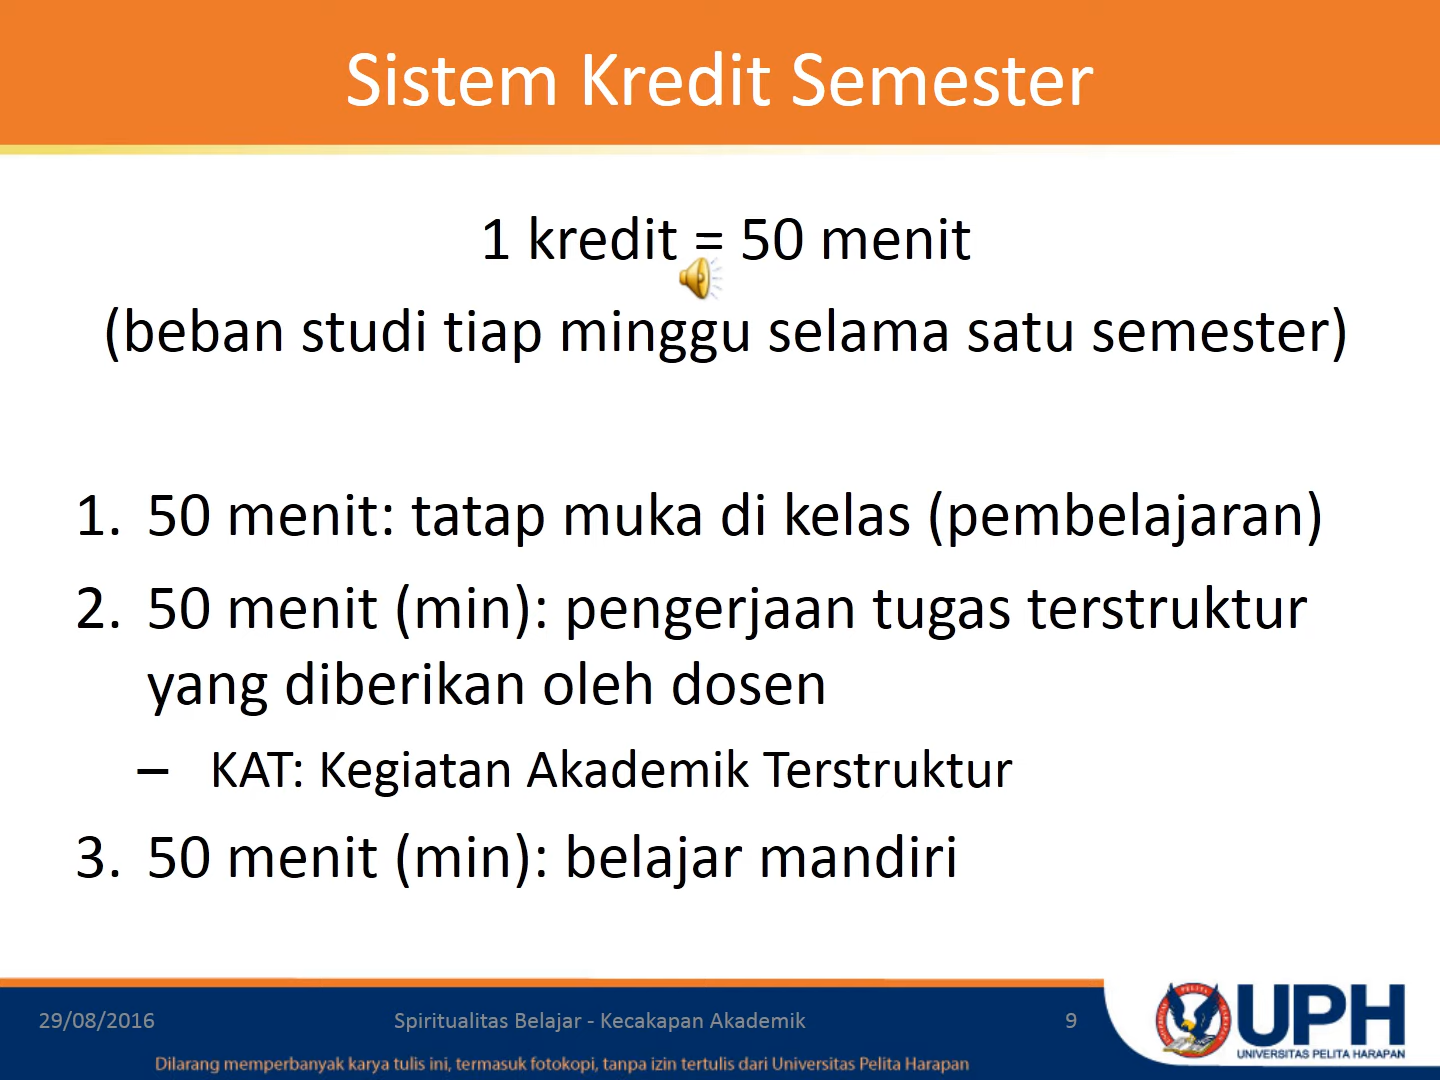 Sistem Kredit Semester
1 kredit = 50 menit
(beban studi tiap minggu selama satu semester)
1. 50 menit: tatap muka di kelas (pembelajaran)
2. 50 menit (min): pengerjaan tugas terstruktur
yang diberikan oleh dosen
– KAT: Kegiatan Akademik Terstruktur
3. 50 menit (min): belajar mandiri
29/08/2016
Spiritualitas Belajar - Kecakapan Akademik
9
UPH
UNIVERSITAS PELITA HARAPAN
Dilarang memperbanyak karya tulis ini, termasuk fotokopi, tanpa izin tertulis dari Universitas Pelita Harapan